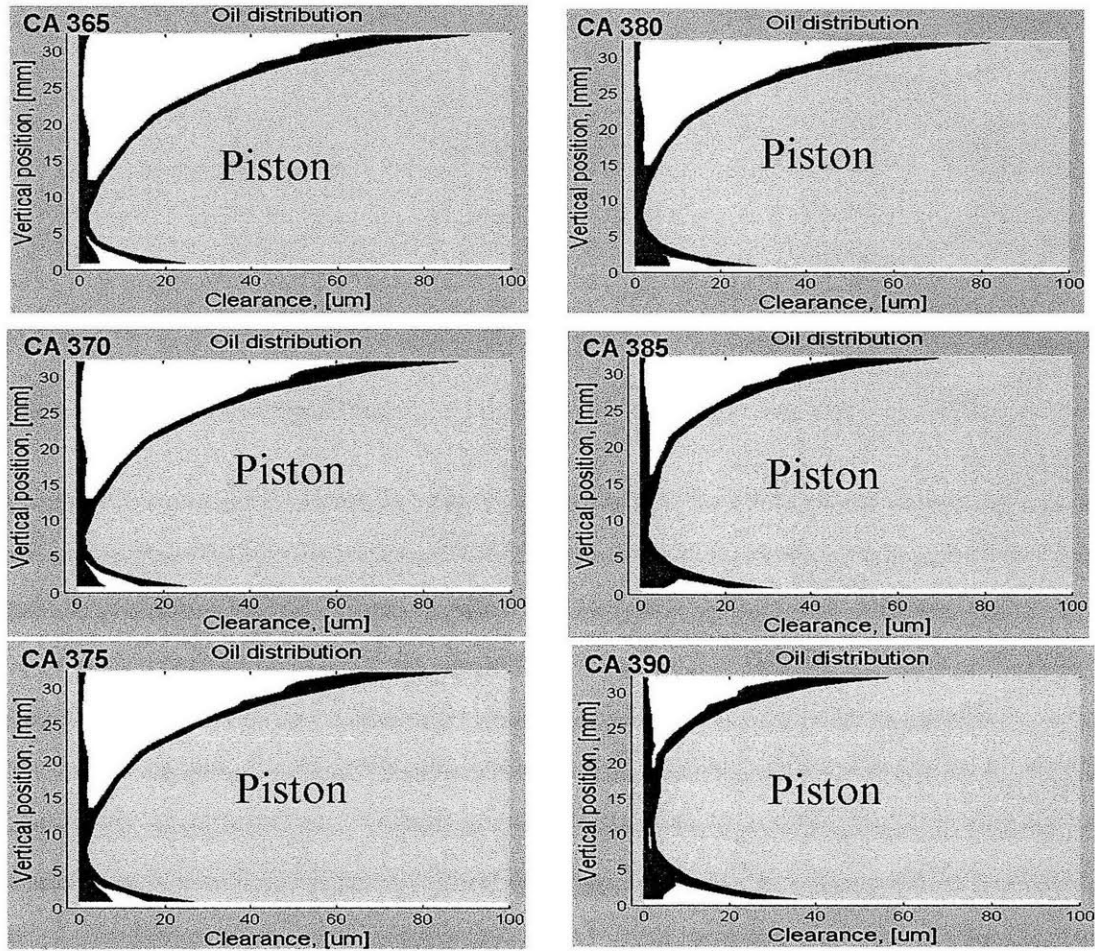 CA 365
Oil distribution
Vertical position, [mm]
30
25
20
15
10
5
0
Piston
0 20 40 60 80 100
Clearance, [um]
CA 380
Oil distribution
Vertical position, [mm]
30
25
20
15
10
5
0
Piston
0 20 40 60 80 100
Clearance, [um]
CA 370
Oil distribution
Vertical position, [mm]
30
25
20
15
10
5
0
Piston
0 20 40 60 80 100
Clearance, [um]
CA 385
Oil distribution
Vertical position, [mm]
30
25
20
15
10
5
0
Piston
0 20 40 60 80 100
Clearance, [um]
CA 375
Oil distribution
Vertical position, [mm]
30
25
20
15
10
5
0
Piston
0 20 40 60 80 100
Clearance, [um]
CA 390
Oil distribution
Vertical position, [mm]
30
25
20
15
10
5
0
Piston
0 20 40 60 80 100
Clearance, [um]